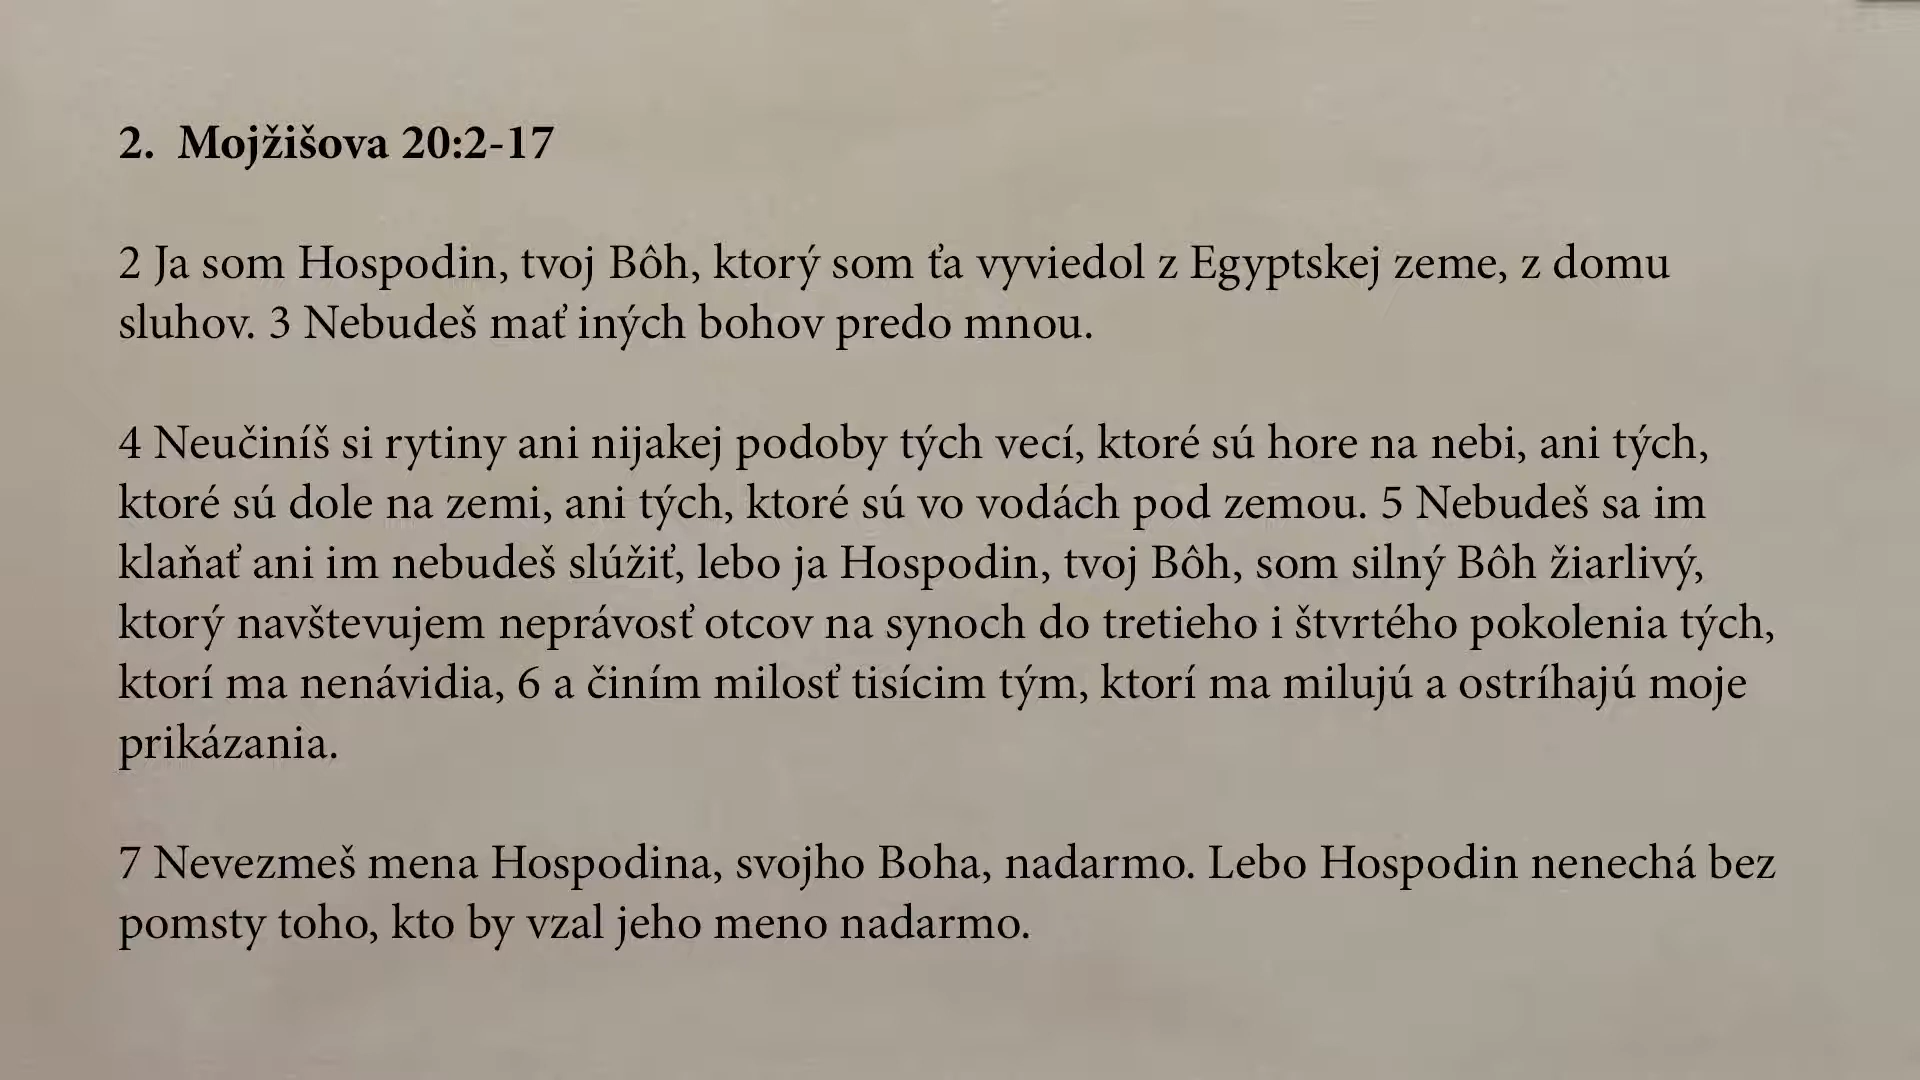 2. Mojžišova 20:2-17
2 Ja som Hospodin, tvoj Bôh, ktorý som ťa vyviedol z Egyptskej zeme, z domu
sluhov. 3 Nebudeš mať iných bohov predo mnou.
4 Neučiníš si rytiny ani nijakej podoby tých vecí, ktoré sú hore na nebi, ani tých,
ktoré sú dole na zemi, ani tých, ktoré sú vo vodách pod zemou. 5 Nebudeš sa im
klaňať ani im nebudeš slúžiť, lebo ja Hospodin, tvoj Bôh, som silný Bôh žiarlivý,
ktorý navštevujem neprávosť otcov na synoch do tretieho i štvrtého pokolenia tých,
ktorí ma nenávidia, 6 a činím milosť tisícim tým, ktorí ma milujú a ostríhajú moje
prikázania.
7 Nevezmeš mena Hospodina, svojho Boha, nadarmo. Lebo Hospodin nenechá bez
pomsty toho, kto by vzal jeho meno nadarmo.